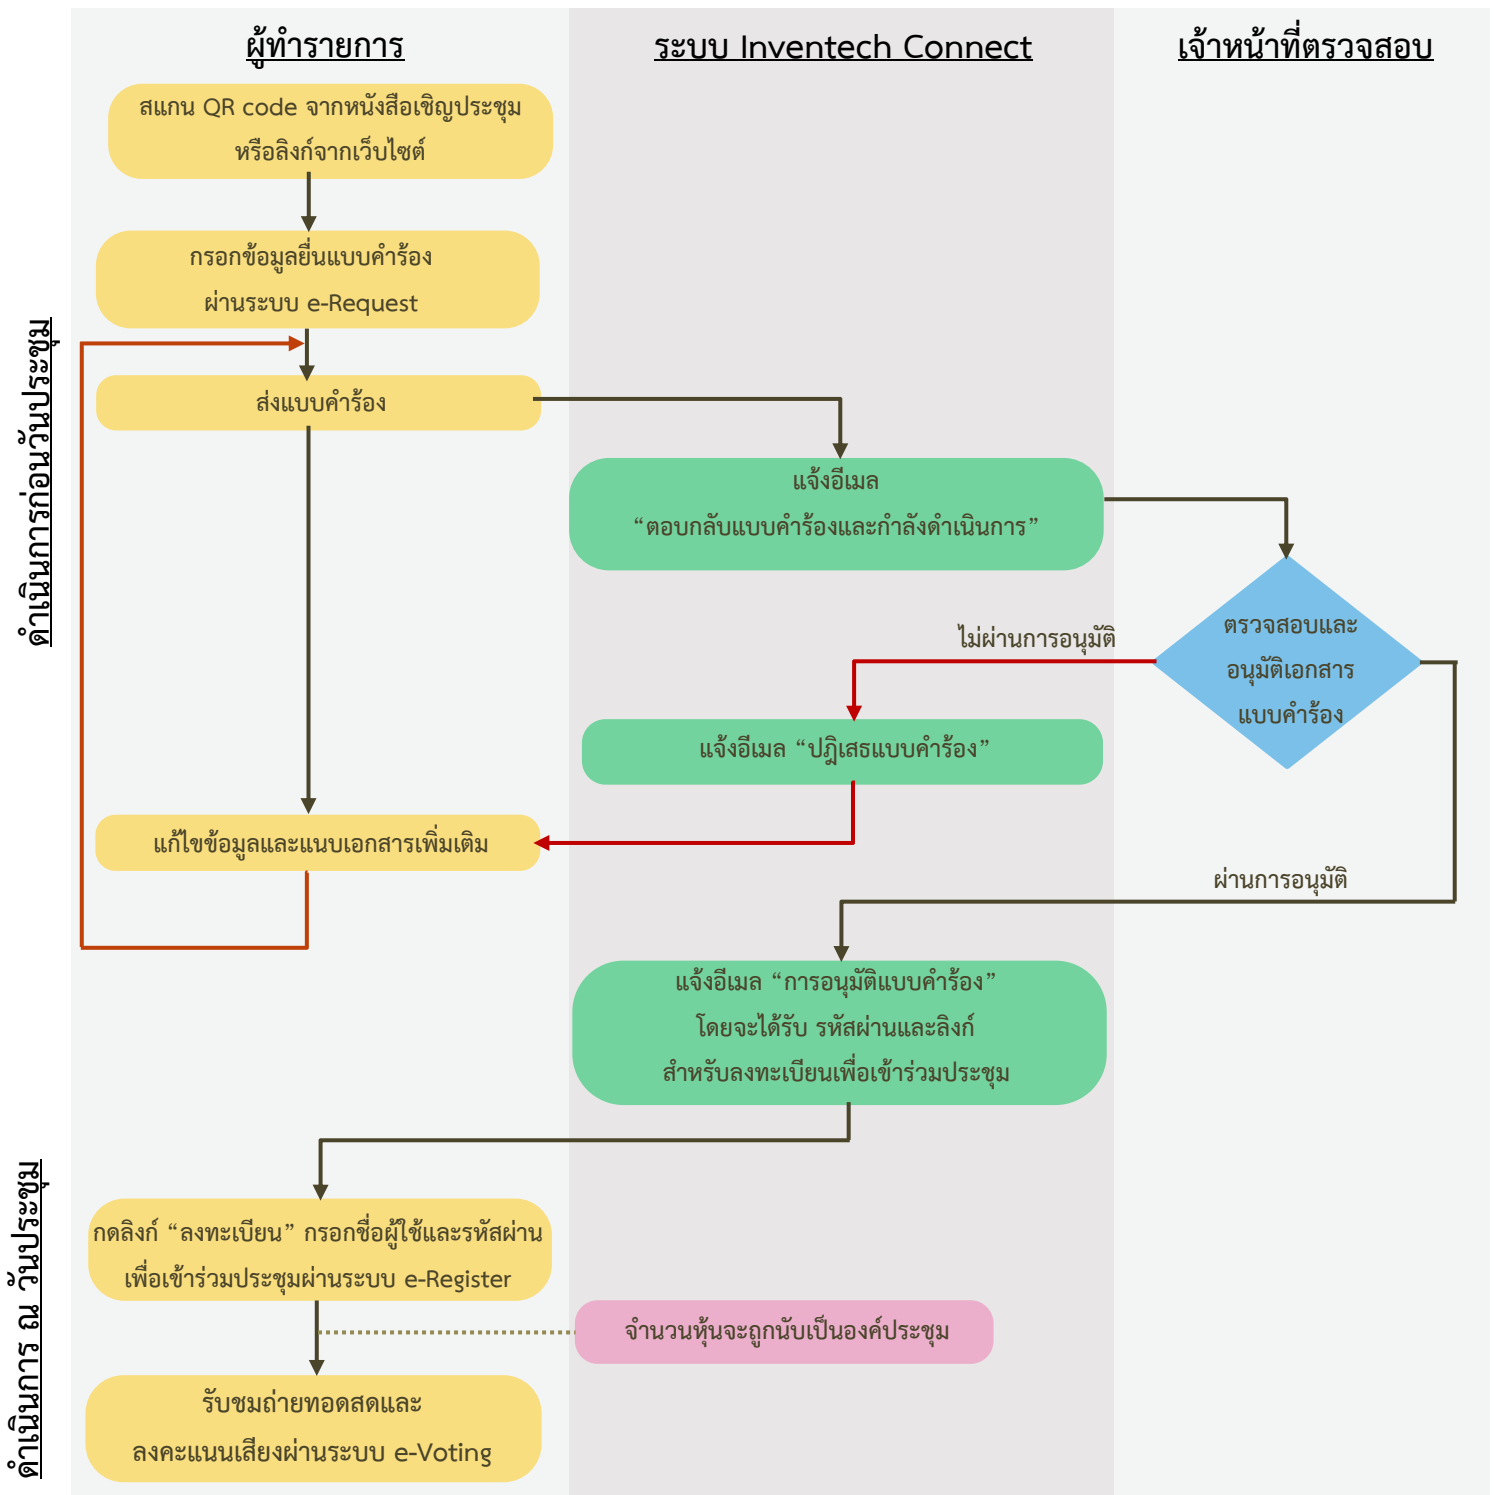 ผู้ทำรายการ
ระบบ Inventech Connect
เจ้าหน้าที่ตรวจสอบ
ดำเนินการก่อนวันประชุม
สแกน QR code จากหนังสือเชิญประชุม
หรือลิงก์จากเว็บไซต์
กรอกข้อมูลยื่นแบบคำร้อง
ผ่านระบบ e-Request
ส่งแบบคำร้อง
แจ้งอีเมล
“ตอบกลับแบบคำร้องและกำลังดำเนินการ”
ตรวจสอบและ
อนุมัติเอกสาร
แบบคำร้อง
ไม่ผ่านการอนุมัติ
แจ้งอีเมล “ปฎิเสธแบบคำร้อง”
แก้ไขข้อมูลและแนบเอกสารเพิ่มเติม
ผ่านการอนุมัติ
แจ้งอีเมล “การอนุมัติแบบคำร้อง”
โดยจะได้รับ รหัสผ่านและลิงก์
สำหรับลงทะเบียนเพื่อเข้าร่วมประชุม
ดำเนินการ ณ วันประชุม
กดลิงก์ “ลงทะเบียน” กรอกชื่อผู้ใช้และรหัสผ่าน
เพื่อเข้าร่วมประชุมผ่านระบบ e-Register
จำนวนหุ้นจะถูกนับเป็นองค์ประชุม
รับชมถ่ายทอดสดและ
ลงคะแนนเสียงผ่านระบบ e-Voting